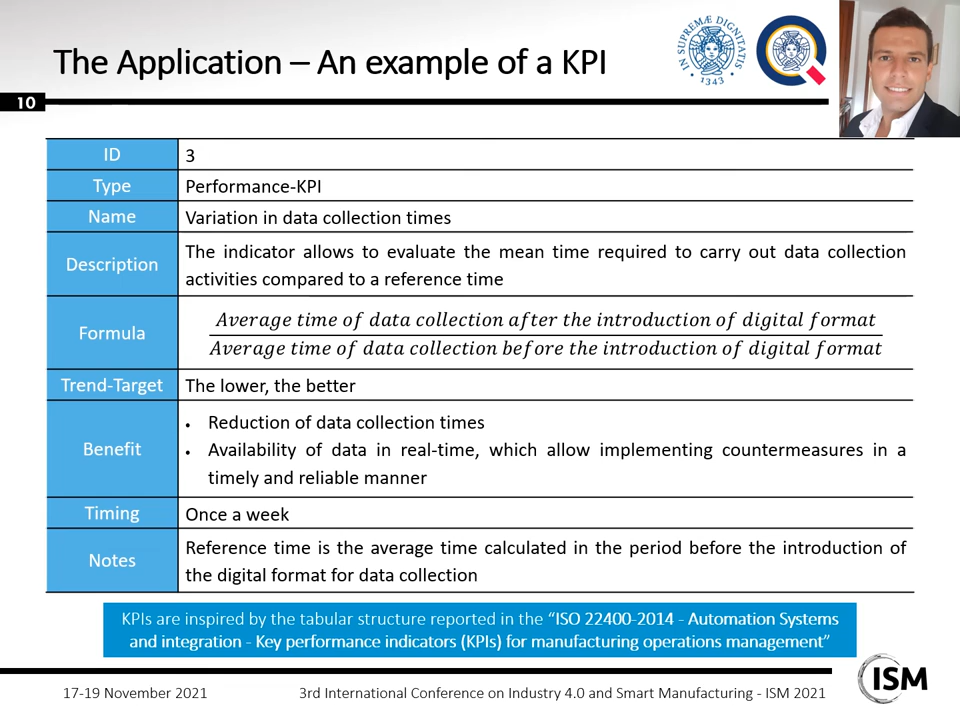 The Application – An example of a KPI
IN SUPREMÆ DIGNITATIS
1343
10
ID
3
Type
Performance-KPI
Name
Variation in data collection times
Description
The indicator allows to evaluate the mean time required to carry out data collection
activities compared to a reference time
Formula
Average time of data collection after the introduction of digital format
Average time of data collection before the introduction of digital format
Trend-Target
The lower, the better
Benefit
• Reduction of data collection times
• Availability of data in real-time, which allow implementing countermeasures in a
timely and reliable manner
Timing
Once a week
Notes
Reference time is the average time calculated in the period before the introduction of
the digital format for data collection
KPIs are inspired by the tabular structure reported in the “ISO 22400-2014 - Automation Systems
and integration - Key performance indicators (KPIs) for manufacturing operations management”
17-19 November 2021
3rd International Conference on Industry 4.0 and Smart Manufacturing - ISM 2021
ISM